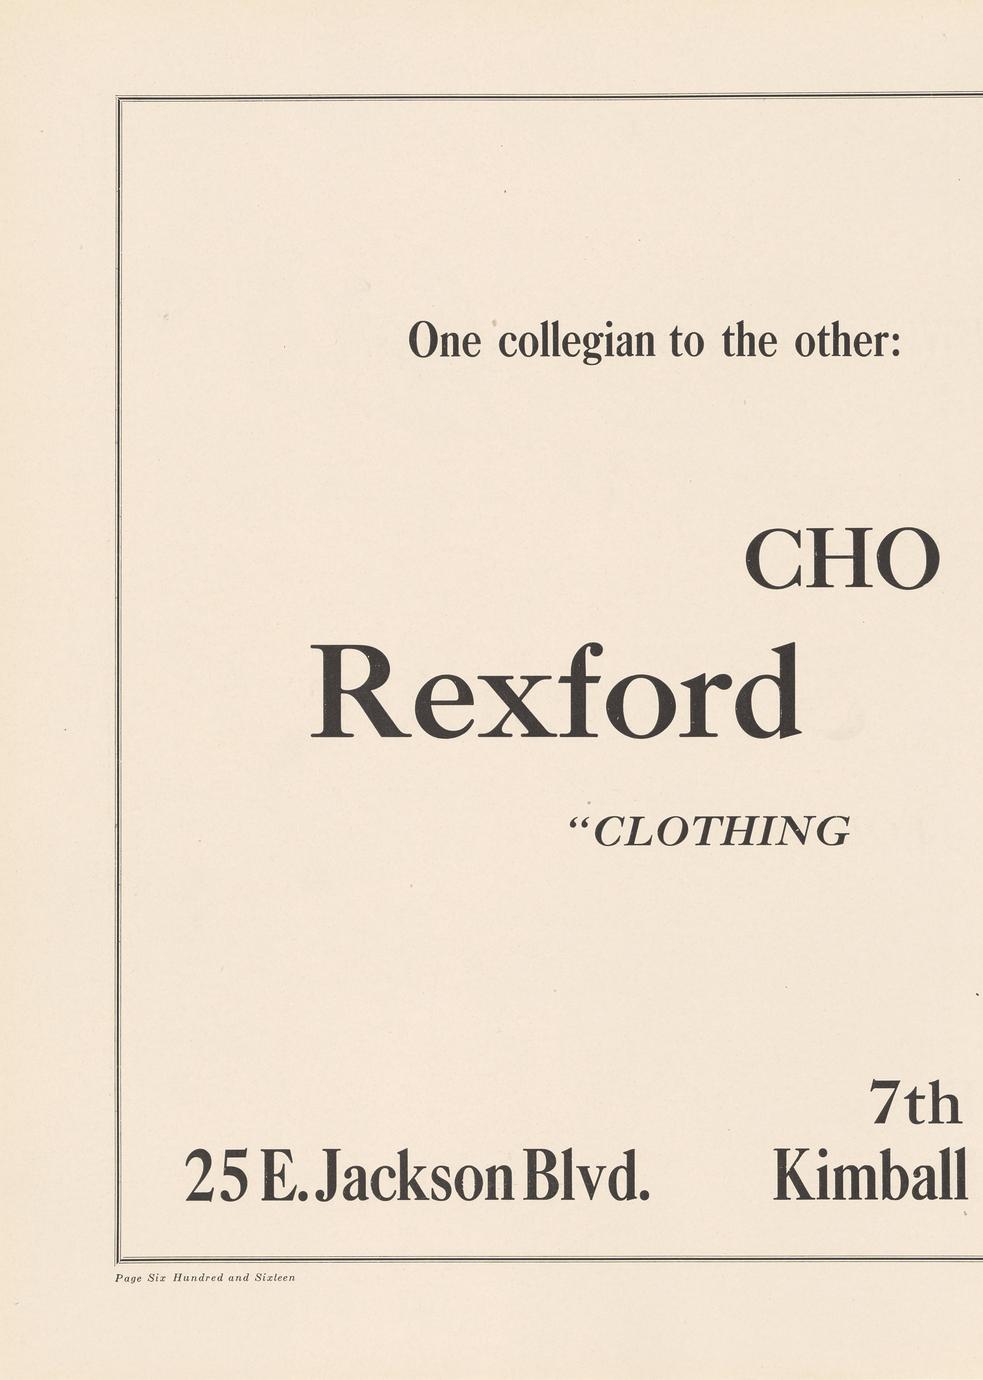 One collegian to the other:
CHO
Rexford
“CLOTHING
7th
25 E. Jackson Blvd. Kimball
Page Six Hundred and Sixteen